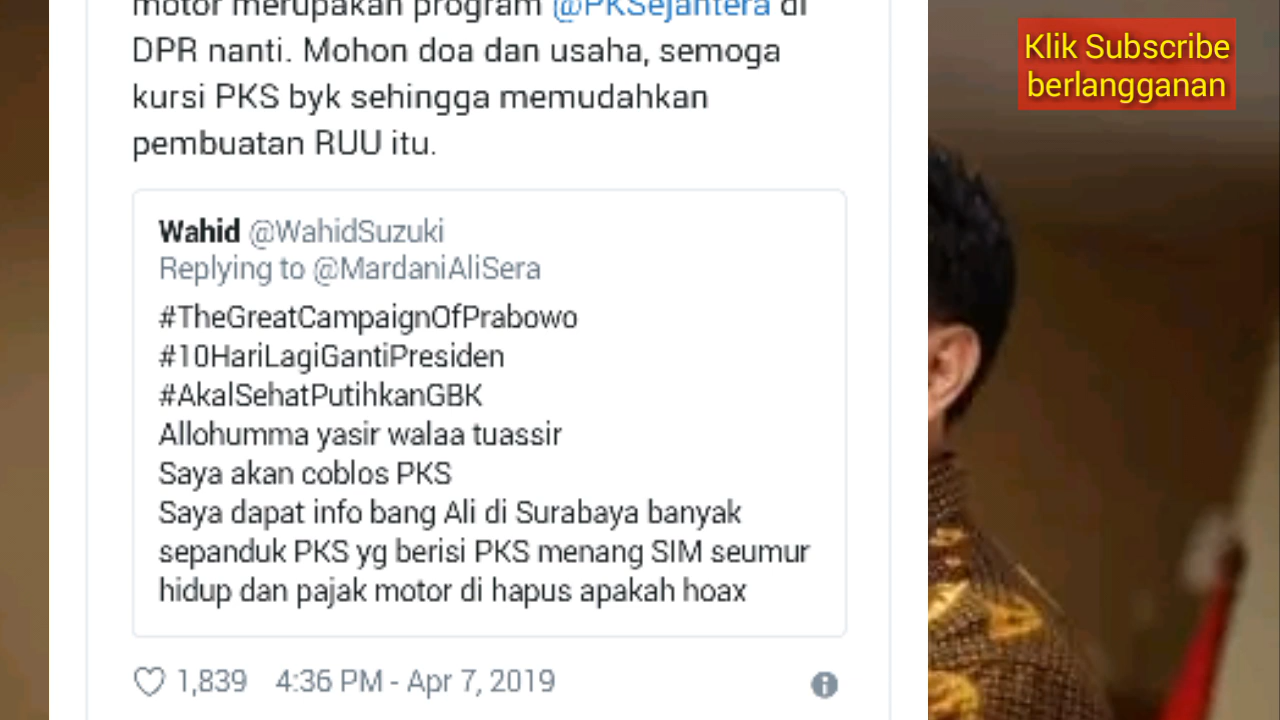 motor merupakan program @PKSejahtera di
DPR nanti. Mohon doa dan usaha, semoga
kursi PKS byk sehingga memudahkan
pembuatan RUU itu.
Wahid @WahidSuzuki
Replying to @MardaniAliSera
#TheGreatCampaignOfPrabowo
#10HariLagiGantiPresiden
#AkalSehatPutihkanGBK
Allohumma yasir walaa tuassir
Saya akan coblos PKS
Saya dapat info bang Ali di Surabaya banyak
sepanduk PKS yg berisi PKS menang SIM seumur
hidup dan pajak motor di hapus apakah hoax
1,839 4:36 PM - Apr 7, 2019
Klik Subscribe
berlangganan